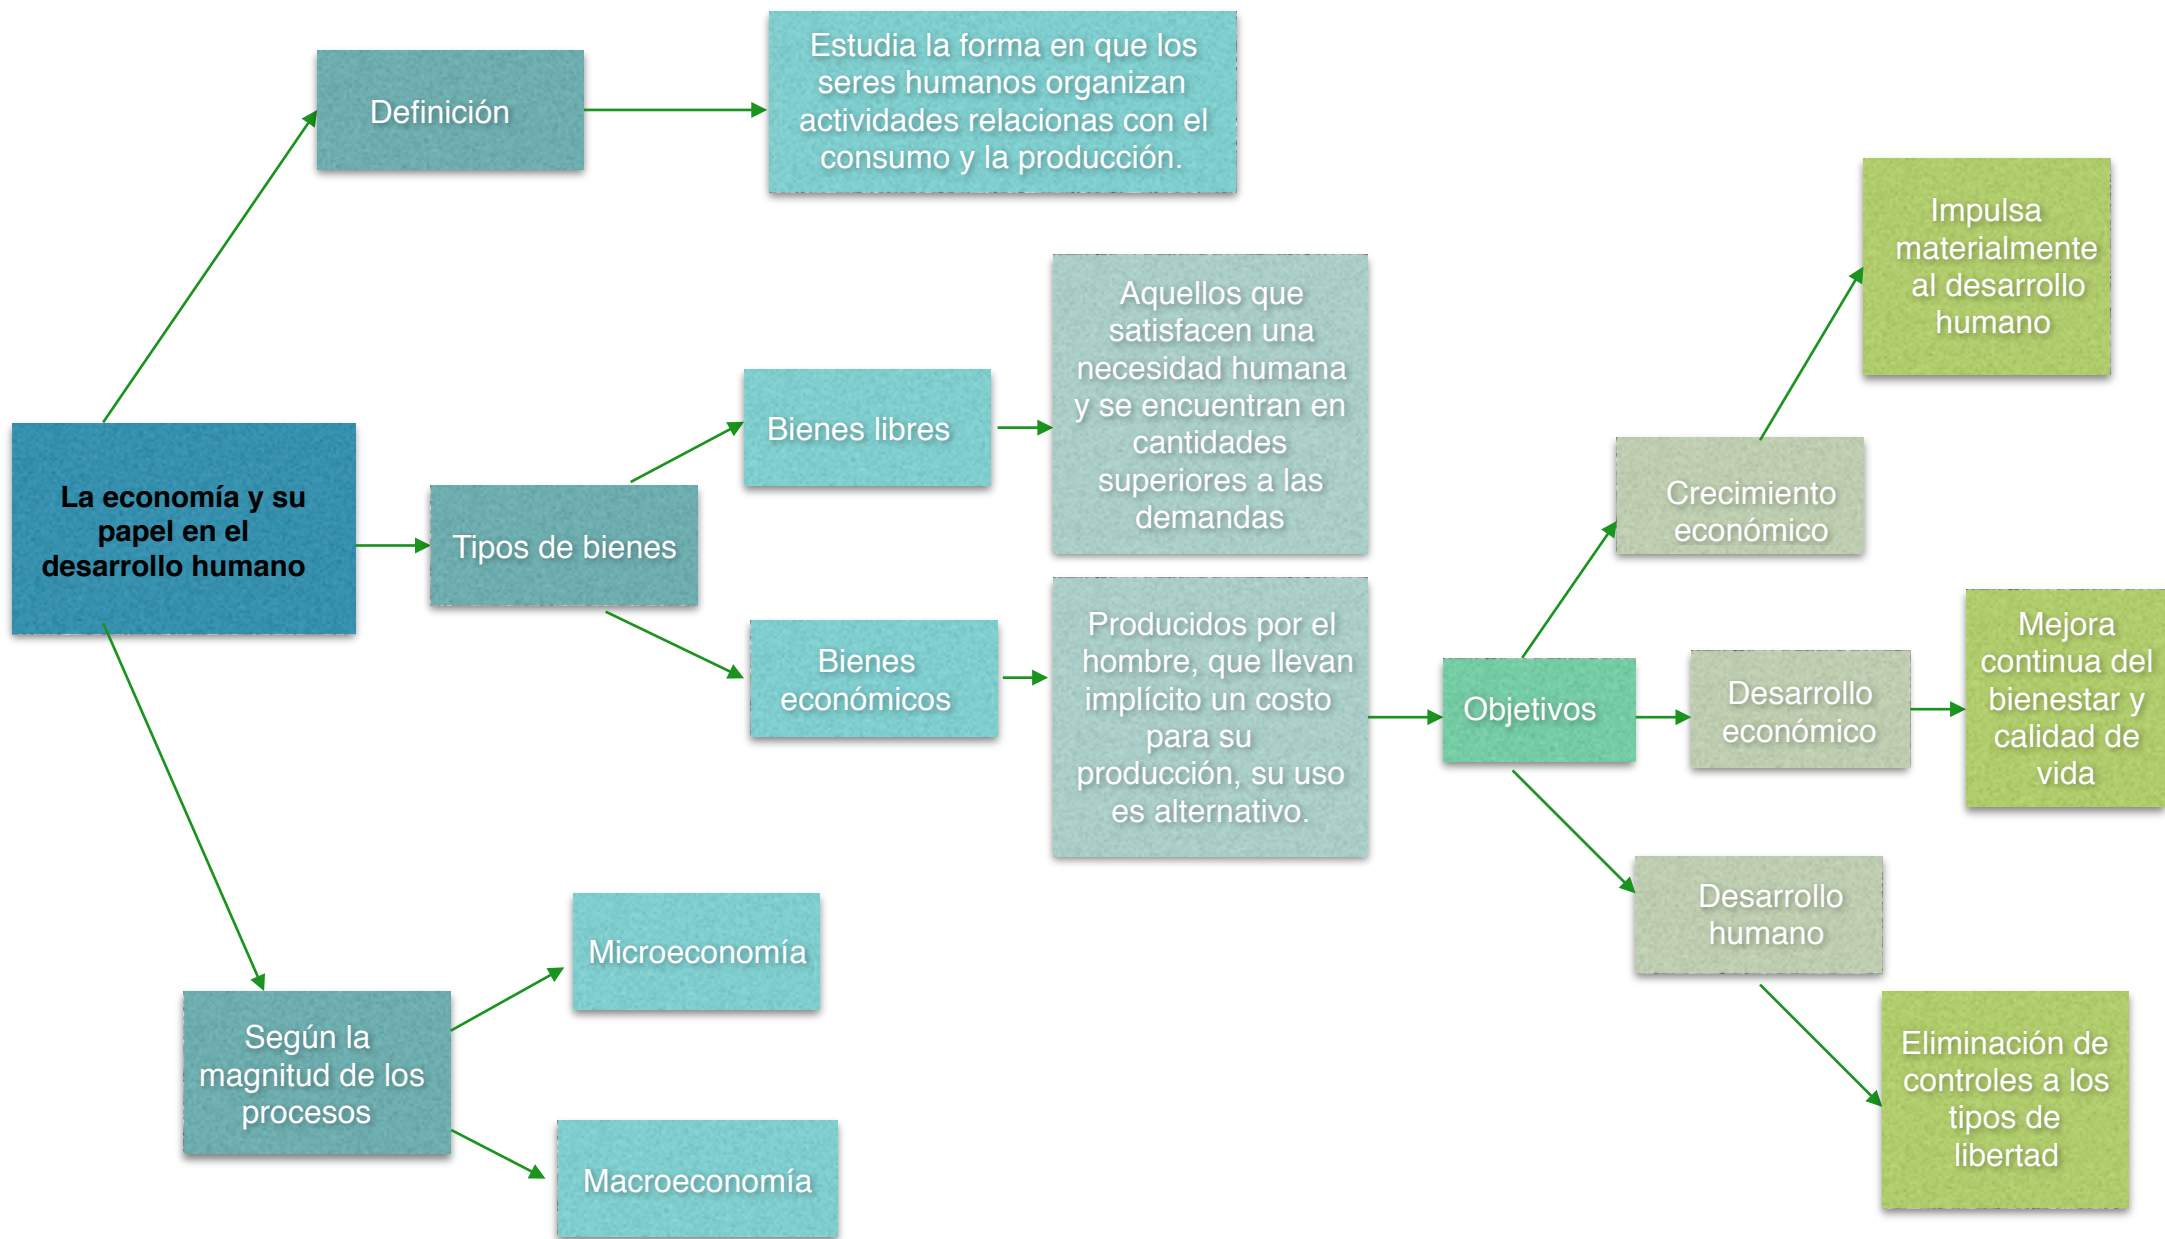 Definición
Estudia la forma en que los
seres humanos organizan
actividades relacionas con el
consumo y la producción.
La economía y su
papel en el
desarrollo humano
Tipos de bienes
Bienes libres
Aquellos que
satisfacen una
necesidad humana
y se encuentran en
cantidades
superiores a las
demandas
Bienes
económicos
Producidos por el
hombre, que llevan
implícito un costo
para su
producción, su uso
es alternativo.
Objetivos
Crecimiento
económico
Impulsa
materialmente
al desarrollo
humano
Desarrollo
económico
Mejora
continua del
bienestar y
calidad de
vida
Desarrollo
humano
Eliminación de
controles a los
tipos de
libertad
Según la
magnitud de los
procesos
Microeconomía
Macroeconomía